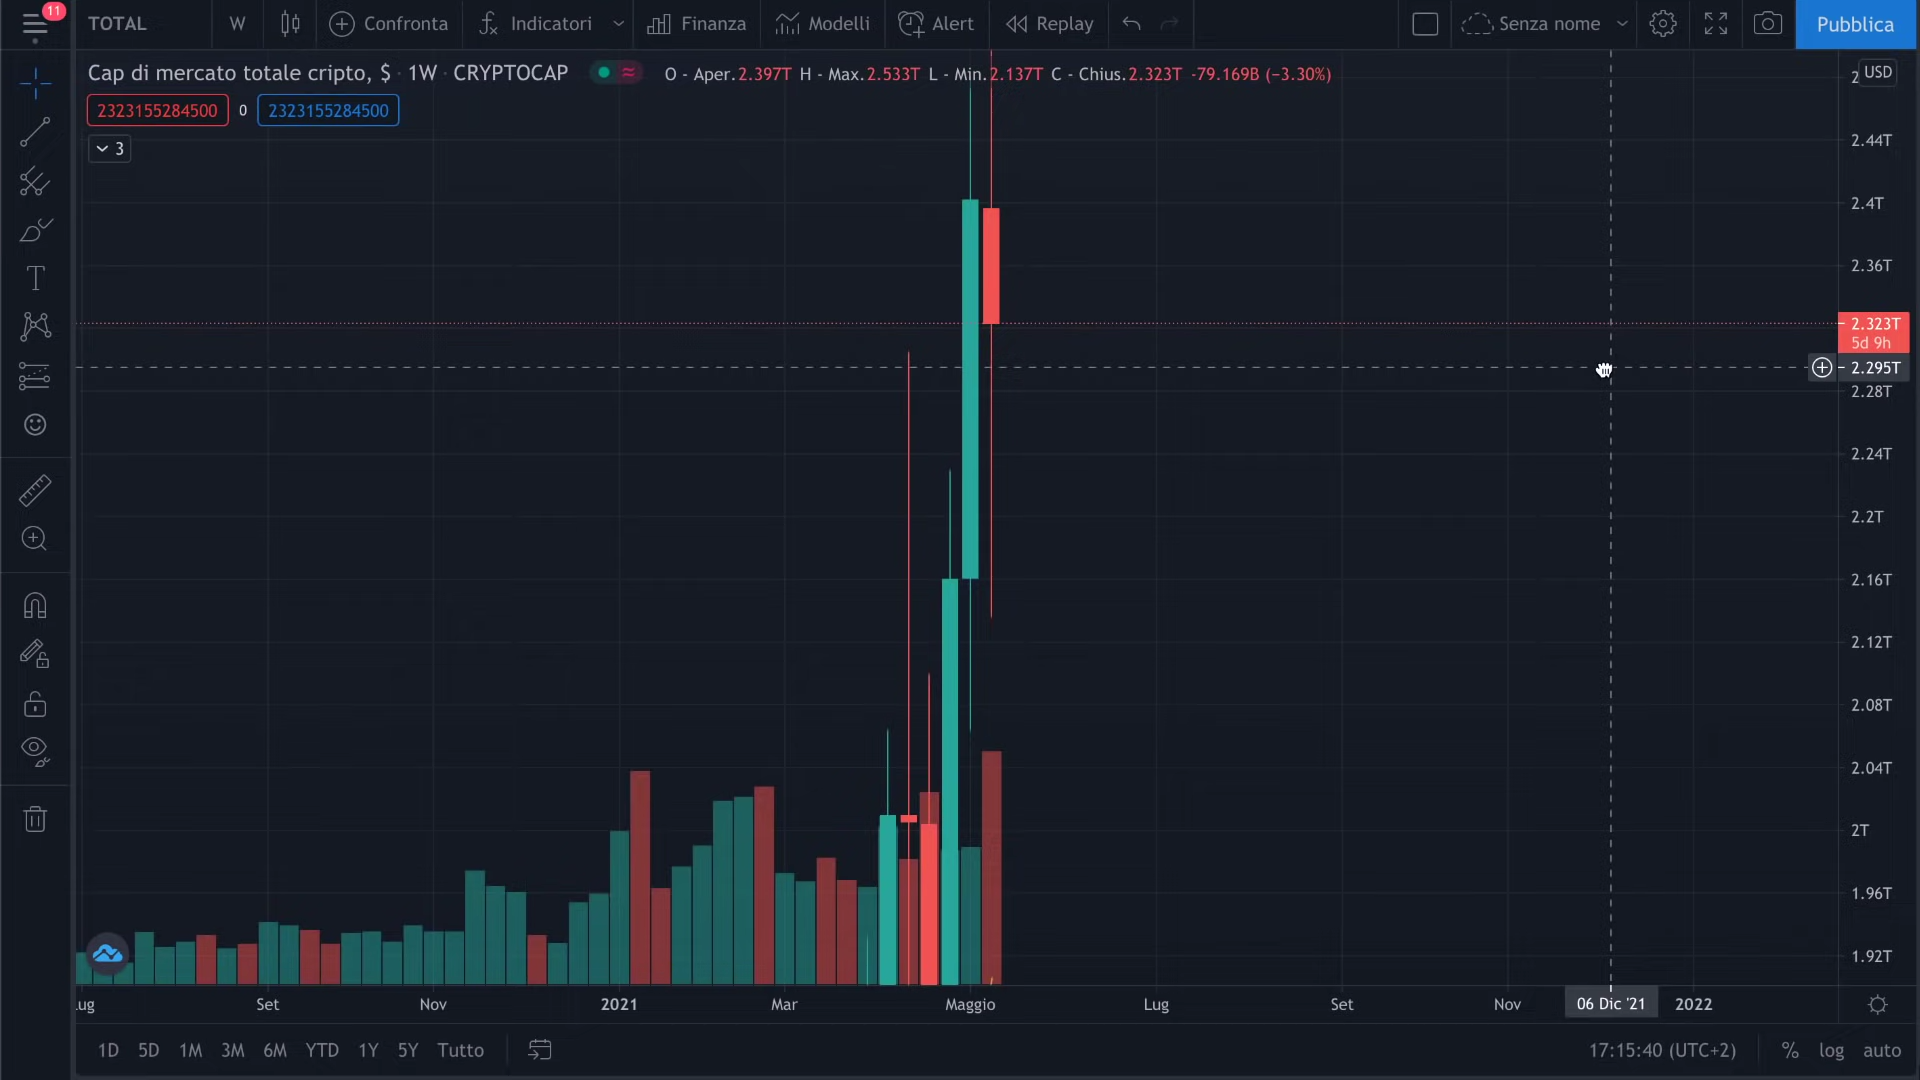 11
TOTAL W Confronta Indicatori Finanza Modelli Alert Replay Senza nome Pubblica
Cap di mercato totale cripto, $ · 1W · CRYPTOCAP O - Aper.2.397T H - Max.2.533T L - Min.2.137T C - Chius.2.323T -79.169B (−3.30%)
USD
2323155284500 0 2323155284500
3
2.44T
2.4T
2.36T
2.323T
5d 9h
2.295T
2.28T
2.24T
2.2T
2.16T
2.12T
2.08T
2.04T
2T
1.96T
1.92T
ug Set Nov 2021 Mar Maggio Lug Set Nov 06 Dic '21 2022
1D 5D 1M 3M 6M YTD 1Y 5Y Tutto 17:15:40 (UTC+2) % log auto